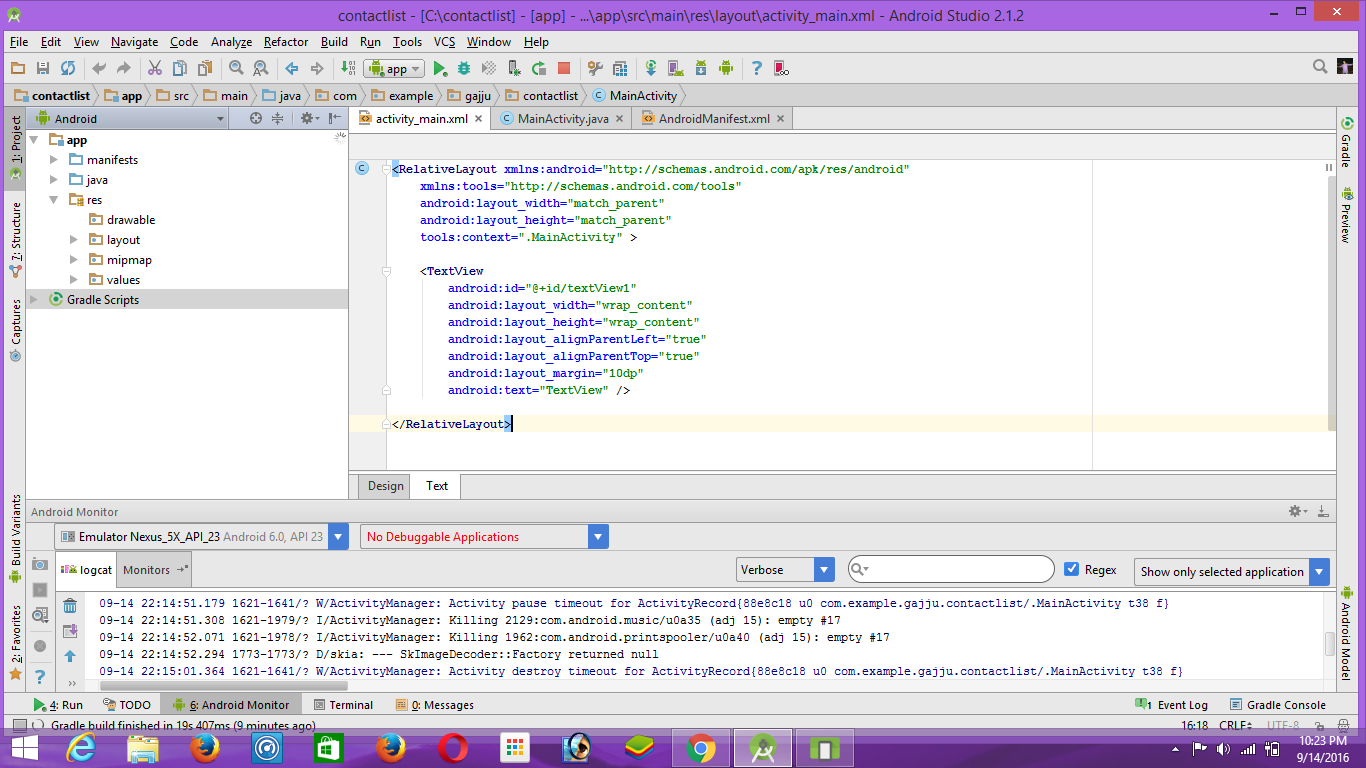 contactlist - [C:\contactlist] - [app] - ...\app\src\main\res\layout\activity_main.xml - Android Studio 2.1.2
File Edit View Navigate Code Analyze Refactor Build Run Tools VCS Window Help
app
contactlist app src main java com example gajju contactlist MainActivity
Android
activity_main.xml MainActivity.java AndroidManifest.xml
1: Project
7: Structure
Captures
Build Variants
2: Favorites
app
manifests
java
res
drawable
layout
mipmap
values
Gradle Scripts
<RelativeLayout xmlns:android="http://schemas.android.com/apk/res/android"
xmlns:tools="http://schemas.android.com/tools"
android:layout_width="match_parent"
android:layout_height="match_parent"
tools:context=".MainActivity" >
<TextView
android:id="@+id/textView1"
android:layout_width="wrap_content"
android:layout_height="wrap_content"
android:layout_alignParentLeft="true"
android:layout_alignParentTop="true"
android:layout_margin="10dp"
android:text="TextView" />
</RelativeLayout>
Design Text
Gradle
Preview
Android Model
Android Monitor
Emulator Nexus_5X_API_23 Android 6.0, API 23 No Debuggable Applications
logcat Monitors Verbose Regex Show only selected application
09-14 22:14:51.179 1621-1641/? W/ActivityManager: Activity pause timeout for ActivityRecord{88e8c18 u0 com.example.gajju.contactlist/.MainActivity t38 f}
09-14 22:14:51.308 1621-1979/? I/ActivityManager: Killing 2129:com.android.music/u0a35 (adj 15): empty #17
09-14 22:14:52.071 1621-1978/? I/ActivityManager: Killing 1962:com.android.printspooler/u0a40 (adj 15): empty #17
09-14 22:14:52.294 1773-1773/? D/skia: --- SkImageDecoder::Factory returned null
09-14 22:15:01.364 1621-1641/? W/ActivityManager: Activity destroy timeout for ActivityRecord{88e8c18 u0 com.example.gajju.contactlist/.MainActivity t38 f}
4: Run TODO 6: Android Monitor Terminal 0: Messages 1 Event Log Gradle Console
Gradle build finished in 19s 407ms (9 minutes ago) 16:18 CRLF UTF-8
10:23 PM
9/14/2016